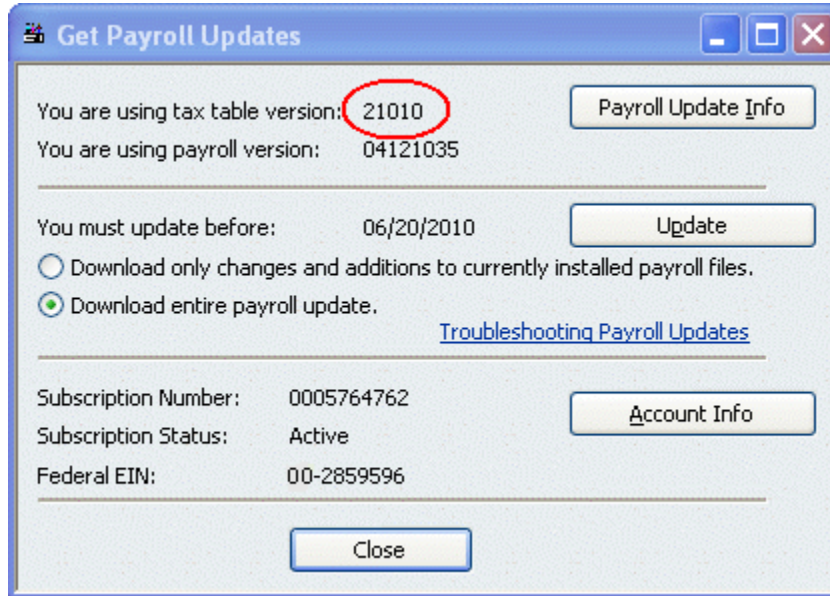 Get Payroll Updates
You are using tax table version: 21010
Payroll Update Info
You are using payroll version: 04121035
You must update before: 06/20/2010
Update
Download only changes and additions to currently installed payroll files.
Download entire payroll update.
Troubleshooting Payroll Updates
Subscription Number: 0005764762
Account Info
Subscription Status: Active
Federal EIN: 00-2859596
Close